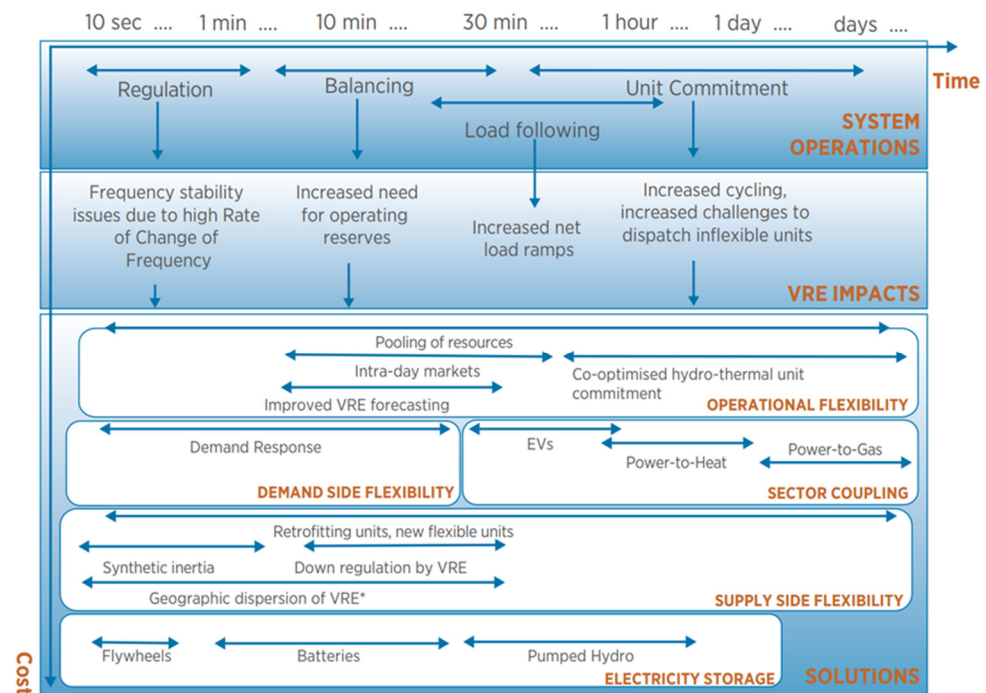 10 sec .... 1 min .... 10 min .... 30 min .... 1 hour .... 1 day .... days ....
Time
Regulation
Balancing
Unit Commitment
Load following
SYSTEM
OPERATIONS
Frequency stability
issues due to high Rate
of Change of
Frequency
Increased need
for operating
reserves
Increased net
load ramps
Increased cycling,
increased challenges to
dispatch inflexible units
VRE IMPACTS
Pooling of resources
Intra-day markets
Improved VRE forecasting
Co-optimised hydro-thermal unit
commitment
OPERATIONAL FLEXIBILITY
Demand Response
DEMAND SIDE FLEXIBILITY
EVs
Power-to-Heat
Power-to-Gas
SECTOR COUPLING
Retrofitting units, new flexible units
Synthetic inertia
Down regulation by VRE
Geographic dispersion of VRE*
SUPPLY SIDE FLEXIBILITY
Flywheels
Batteries
Pumped Hydro
ELECTRICITY STORAGE
SOLUTIONS
Cost